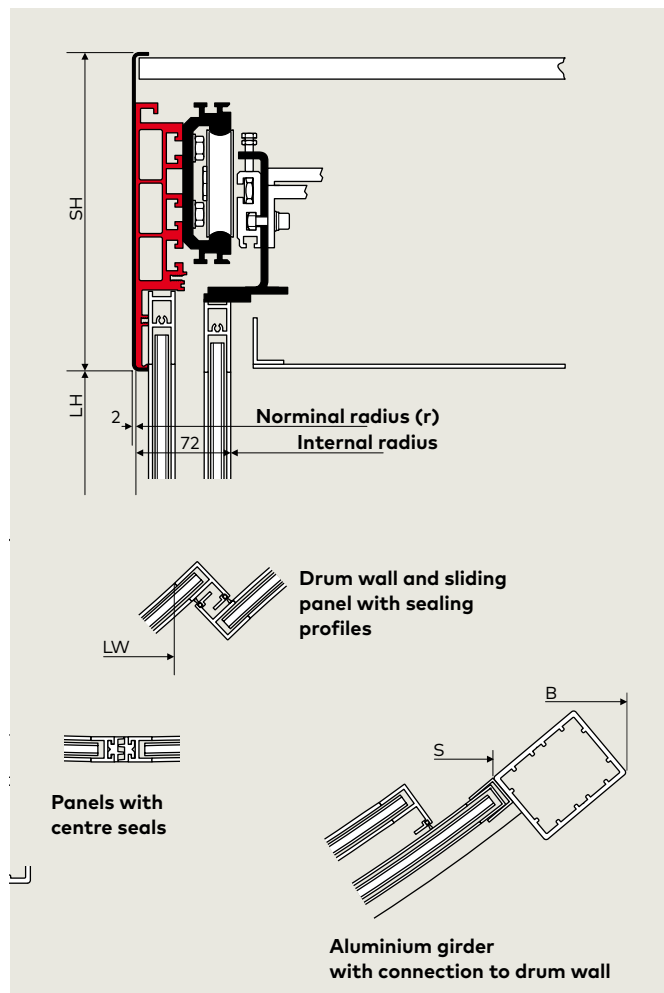 SH
LH
2
Norminal radius (r)
72
Internal radius
Drum wall and sliding
panel with sealing
profiles
LW
B
S
Panels with
centre seals
Aluminium girder
with connection to drum wall